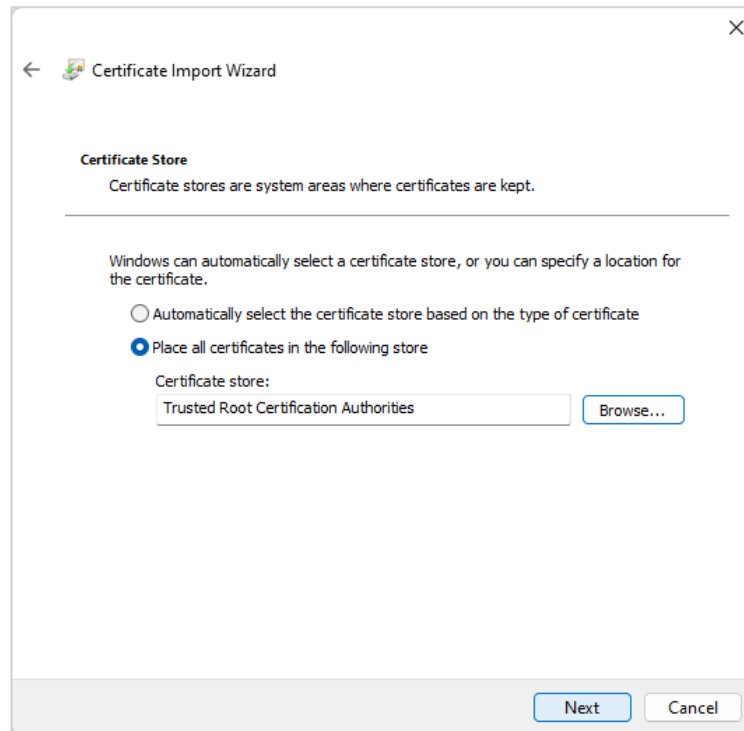 Certificate Import Wizard
Certificate Store
Certificate stores are system areas where certificates are kept.
Windows can automatically select a certificate store, or you can specify a location for
the certificate.
Automatically select the certificate store based on the type of certificate
Place all certificates in the following store
Certificate store:
Trusted Root Certification Authorities
Browse...
Next
Cancel